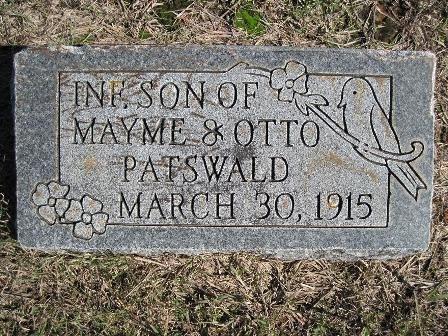 INF. SON OF
MAYME & OTTO
PATSWALD
MARCH 30, 1915